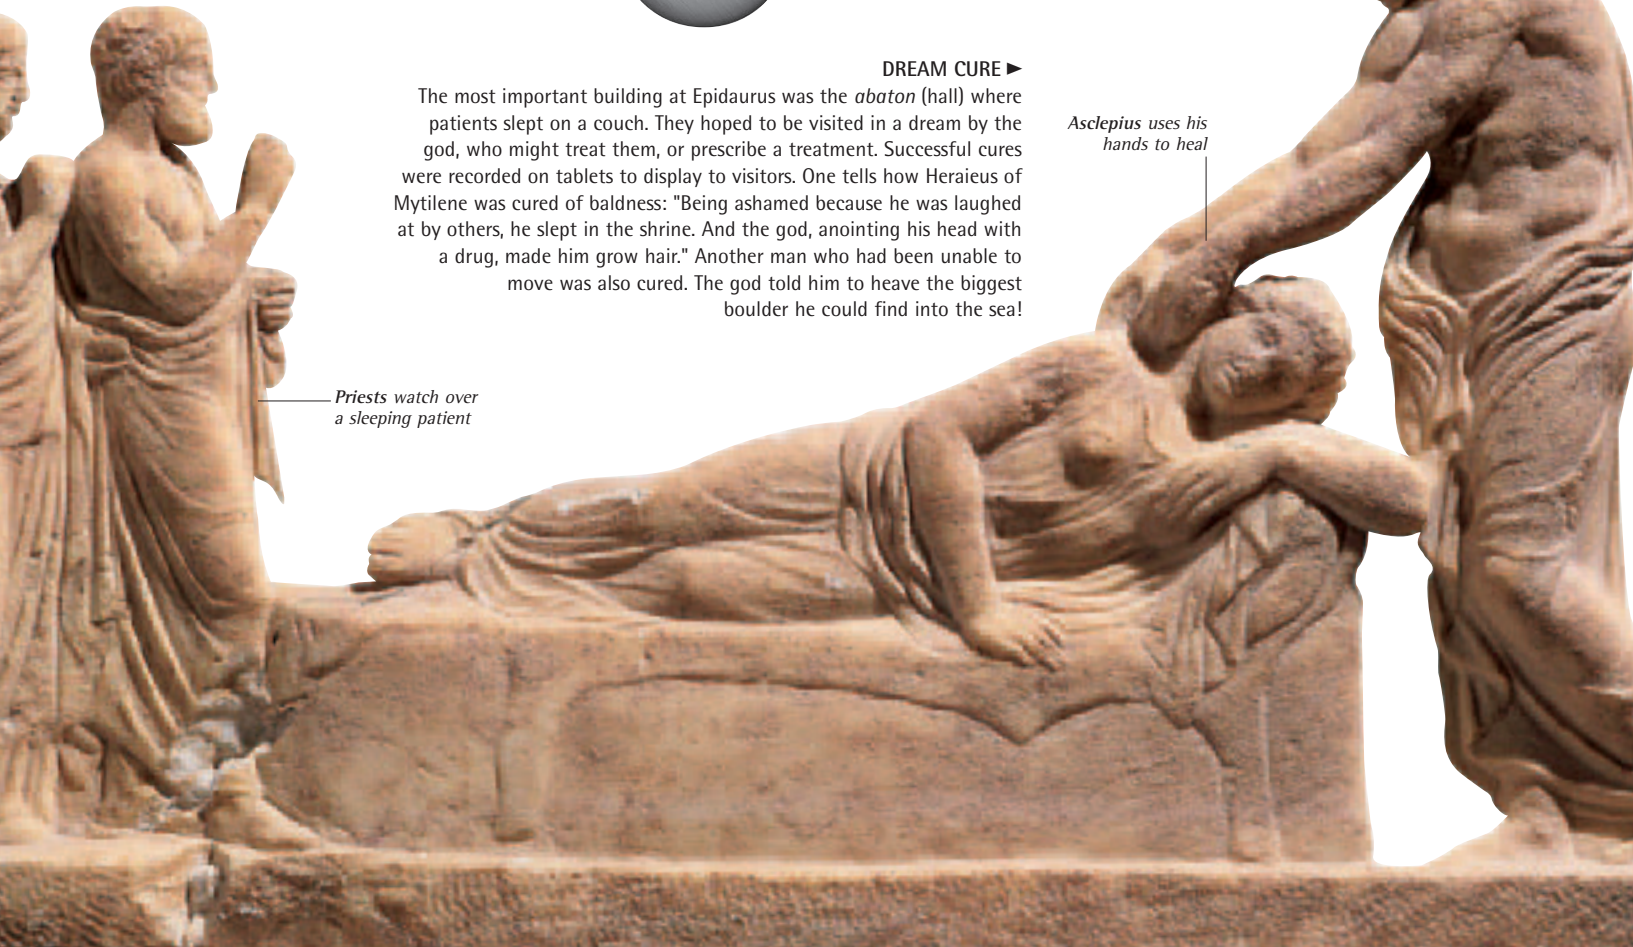 DREAM CURE ►
The most important building at Epidaurus was the abaton (hall) where
patients slept on a couch. They hoped to be visited in a dream by the
god, who might treat them, or prescribe a treatment. Successful cures
were recorded on tablets to display to visitors. One tells how Heraieus of
Mytilene was cured of baldness: "Being ashamed because he was laughed
at by others, he slept in the shrine. And the god, anointing his head with
a drug, made him grow hair." Another man who had been unable to
move was also cured. The god told him to heave the biggest
boulder he could find into the sea!
Asclepius uses his
hands to heal
Priests watch over
a sleeping patient